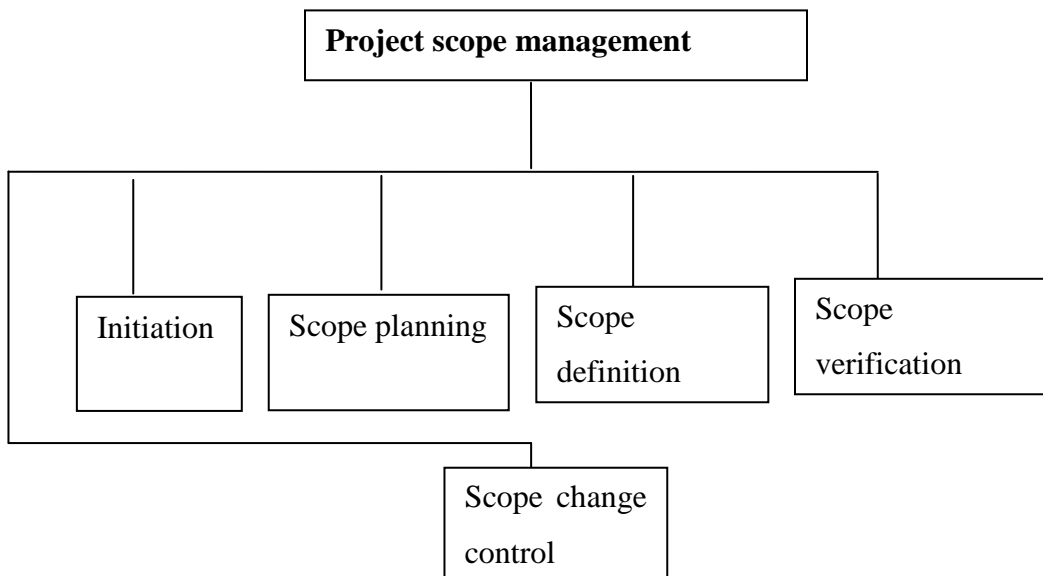 Project scope management
Initiation
Scope planning
Scope
definition
Scope
verification
Scope change
control